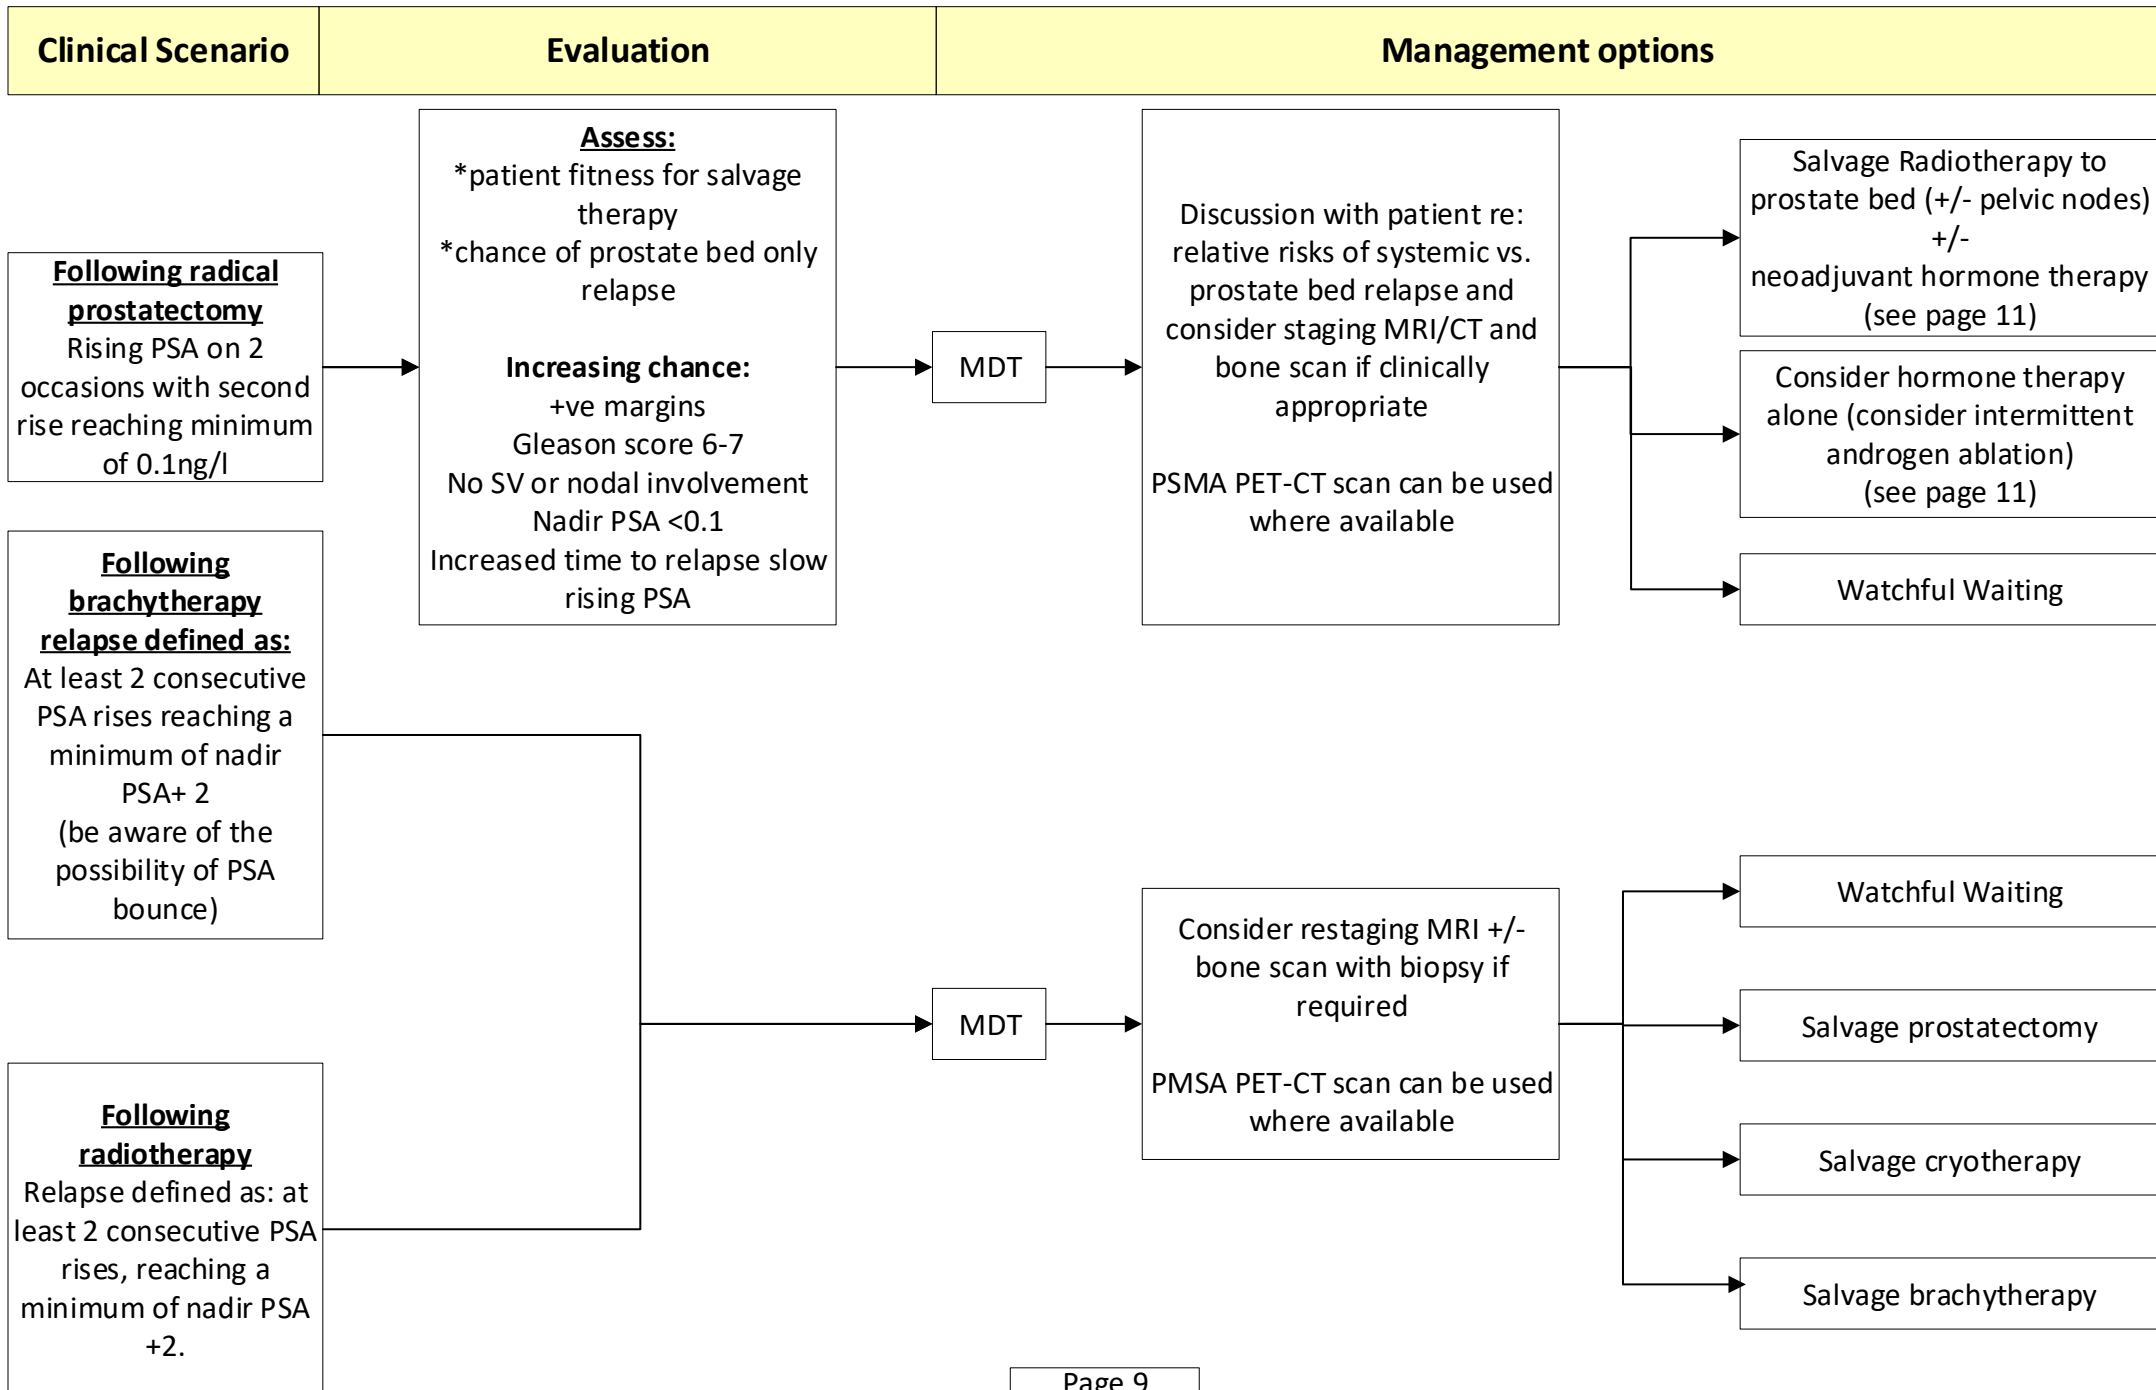 Clinical Scenario
Evaluation
Management options
Following radical
prostatectomy
Rising PSA on 2
occasions with second
rise reaching minimum
of 0.1ng/l
Assess:
*patient fitness for salvage
therapy
*chance of prostate bed only
relapse
Increasing chance:
+ve margins
Gleason score 6-7
No SV or nodal involvement
Nadir PSA <0.1
Increased time to relapse slow
rising PSA
MDT
Discussion with patient re:
relative risks of systemic vs.
prostate bed relapse and
consider staging MRI/CT and
bone scan if clinically
appropriate
PSMA PET-CT scan can be used
where available
Salvage Radiotherapy to
prostate bed (+/- pelvic nodes)
+/-
neoadjuvant hormone therapy
(see page 11)
Consider hormone therapy
alone (consider intermittent
androgen ablation)
(see page 11)
Watchful Waiting
Following
brachytherapy
relapse defined as:
At least 2 consecutive
PSA rises reaching a
minimum of nadir
PSA+ 2
(be aware of the
possibility of PSA
bounce)
Following
radiotherapy
Relapse defined as: at
least 2 consecutive PSA
rises, reaching a
minimum of nadir PSA
+2.
MDT
Consider restaging MRI +/-
bone scan with biopsy if
required
PMSA PET-CT scan can be used
where available
Watchful Waiting
Salvage prostatectomy
Salvage cryotherapy
Salvage brachytherapy
Page 9